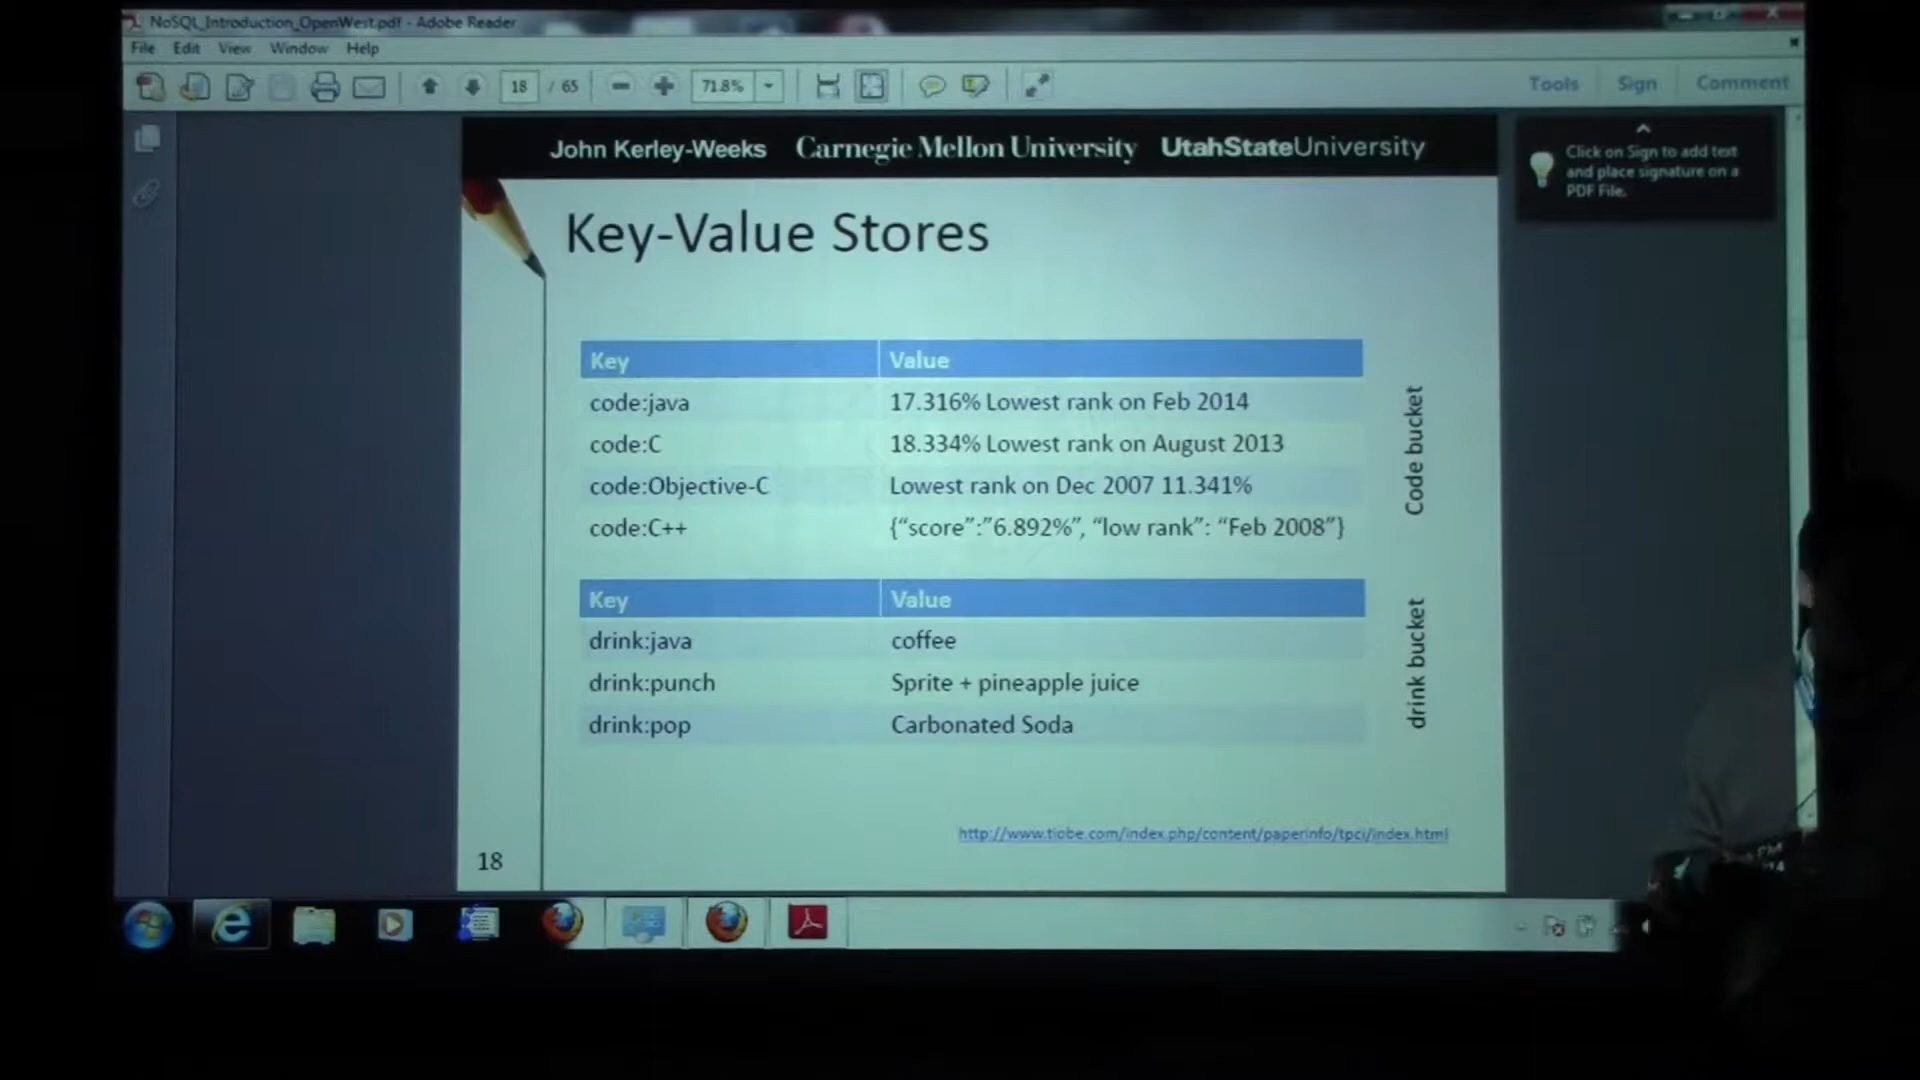 NoSQL_Introduction_OpenWest.pdf - Adobe Reader
File Edit View Window Help
18 / 65 71.8% Tools Sign Comment
John Kerley-Weeks Carnegie Mellon University UtahStateUniversity
Click on Sign to add text
and place signature on a
PDF File.
Key-Value Stores
Key Value
code:java 17.316% Lowest rank on Feb 2014
code:C 18.334% Lowest rank on August 2013
code:Objective-C Lowest rank on Dec 2007 11.341%
code:C++ {“score”:”6.892%”, “low rank”: “Feb 2008”}
Code bucket
Key Value
drink:java coffee
drink:punch Sprite + pineapple juice
drink:pop Carbonated Soda
drink bucket
http://www.tiobe.com/index.php/content/paperinfo/tpci/index.html
18